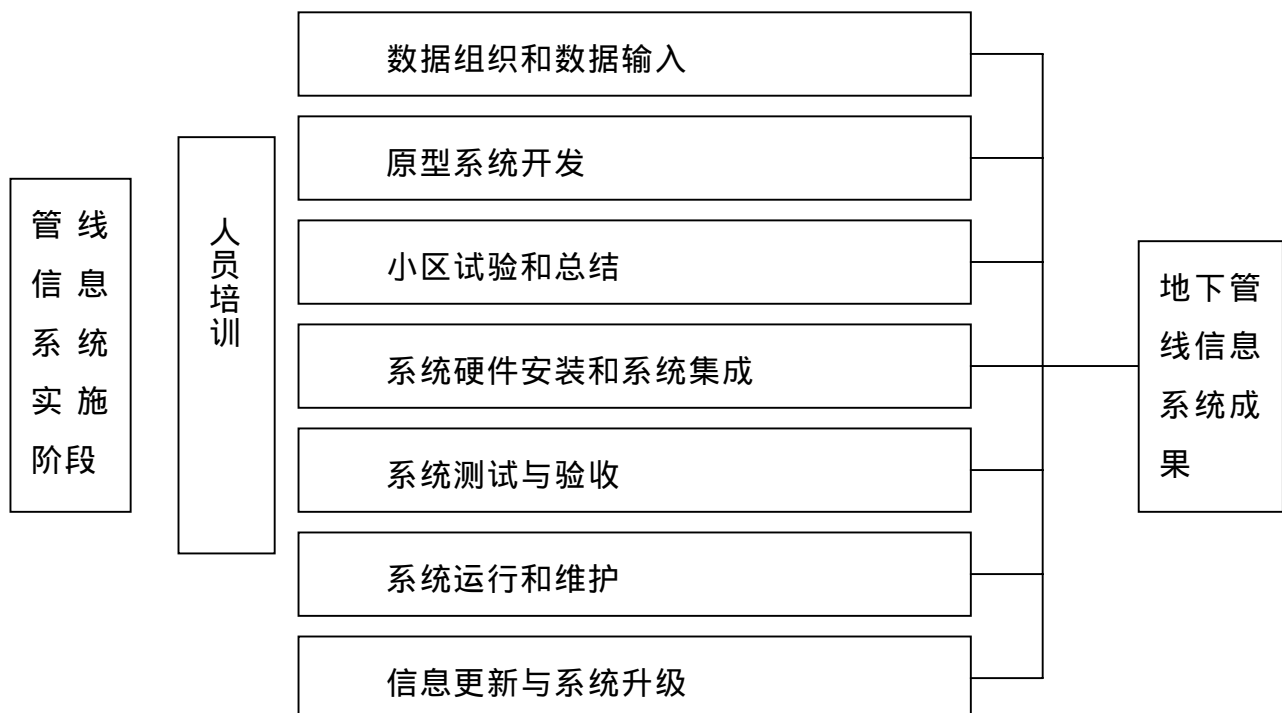 管线
信息
系统
实施
阶段
人
员
培
训
数据组织和数据输入
原型系统开发
小区试验和总结
系统硬件安装和系统集成
系统测试与验收
系统运行和维护
信息更新与系统升级
地下管
线信息
系统成
果